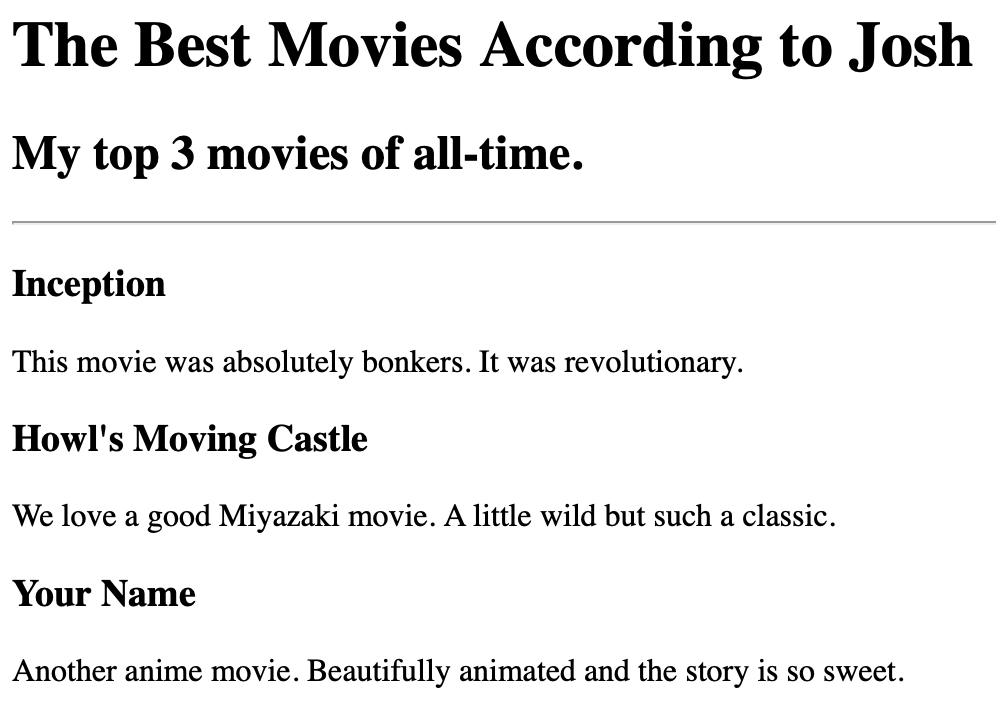 The Best Movies According to Josh
My top 3 movies of all-time.
Inception
This movie was absolutely bonkers. It was revolutionary.
Howl's Moving Castle
We love a good Miyazaki movie. A little wild but such a classic.
Your Name
Another anime movie. Beautifully animated and the story is so sweet.